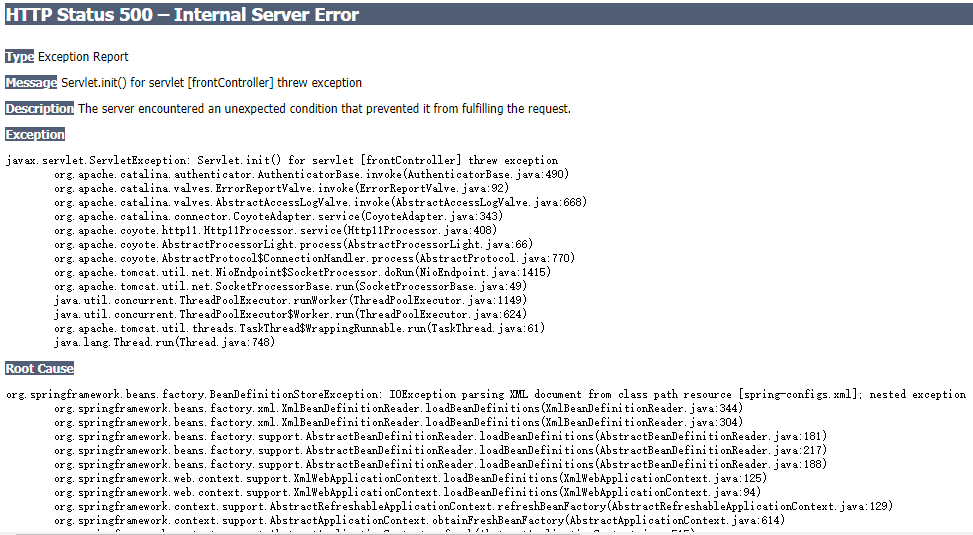 HTTP Status 500 – Internal Server Error
Type Exception Report
Message Servlet.init() for servlet [frontController] threw exception
Description The server encountered an unexpected condition that prevented it from fulfilling the request.
Exception
javax.servlet.ServletException: Servlet.init() for servlet [frontController] threw exception
org.apache.catalina.authenticator.AuthenticatorBase.invoke(AuthenticatorBase.java:490)
org.apache.catalina.valves.ErrorReportValve.invoke(ErrorReportValve.java:92)
org.apache.catalina.valves.AbstractAccessLogValve.invoke(AbstractAccessLogValve.java:668)
org.apache.catalina.connector.CoyoteAdapter.service(CoyoteAdapter.java:343)
org.apache.coyote.http11.Http11Processor.service(Http11Processor.java:408)
org.apache.coyote.AbstractProcessorLight.process(AbstractProcessorLight.java:66)
org.apache.coyote.AbstractProtocol$ConnectionHandler.process(AbstractProtocol.java:770)
org.apache.tomcat.util.net.NioEndpoint$SocketProcessor.doRun(NioEndpoint.java:1415)
org.apache.tomcat.util.net.SocketProcessorBase.run(SocketProcessorBase.java:49)
java.util.concurrent.ThreadPoolExecutor.runWorker(ThreadPoolExecutor.java:1149)
java.util.concurrent.ThreadPoolExecutor$Worker.run(ThreadPoolExecutor.java:624)
org.apache.tomcat.util.threads.TaskThread$WrappingRunnable.run(TaskThread.java:61)
java.lang.Thread.run(Thread.java:748)
Root Cause
org.springframework.beans.factory.BeanDefinitionStoreException: IOException parsing XML document from class path resource [spring-configs.xml]; nested exception
org.springframework.beans.factory.xml.XmlBeanDefinitionReader.loadBeanDefinitions(XmlBeanDefinitionReader.java:344)
org.springframework.beans.factory.xml.XmlBeanDefinitionReader.loadBeanDefinitions(XmlBeanDefinitionReader.java:304)
org.springframework.beans.factory.support.AbstractBeanDefinitionReader.loadBeanDefinitions(AbstractBeanDefinitionReader.java:181)
org.springframework.beans.factory.support.AbstractBeanDefinitionReader.loadBeanDefinitions(AbstractBeanDefinitionReader.java:217)
org.springframework.beans.factory.support.AbstractBeanDefinitionReader.loadBeanDefinitions(AbstractBeanDefinitionReader.java:188)
org.springframework.web.context.support.XmlWebApplicationContext.loadBeanDefinitions(XmlWebApplicationContext.java:125)
org.springframework.web.context.support.XmlWebApplicationContext.loadBeanDefinitions(XmlWebApplicationContext.java:94)
org.springframework.context.support.AbstractRefreshableApplicationContext.refreshBeanFactory(AbstractRefreshableApplicationContext.java:129)
org.springframework.context.support.AbstractApplicationContext.obtainFreshBeanFactory(AbstractApplicationContext.java:614)